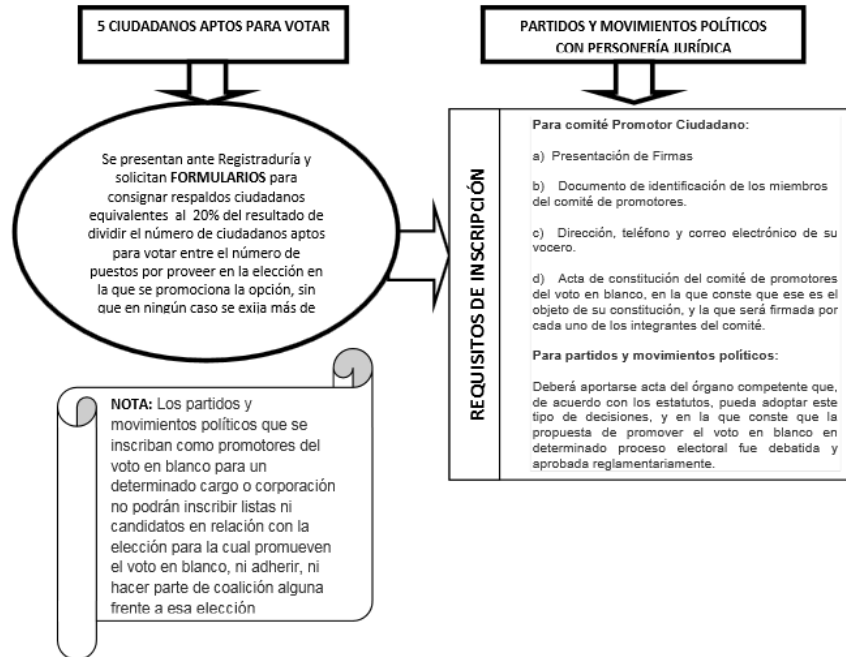 5 CIUDADANOS APTOS PARA VOTAR
PARTIDOS Y MOVIMIENTOS POLÍTICOS
CON PERSONERÍA JURÍDICA
Se presentan ante Registraduría y
solicitan FORMULARIOS para
consignar respaldos ciudadanos
equivalentes al 20% del resultado de
dividir el número de ciudadanos aptos
para votar entre el número de
puestos por proveer en la elección en
la que se promociona la opción, sin
que en ningún caso se exija más de
REQUISITOS DE INSCRIPCIÓN
Para comité Promotor Ciudadano:
a) Presentación de Firmas
b) Documento de identificación de los miembros
del comité de promotores.
c) Dirección, teléfono y correo electrónico de su
vocero.
d) Acta de constitución del comité de promotores
del voto en blanco, en la que conste que ese es el
objeto de su constitución, y la que será firmada por
cada uno de los integrantes del comité.
Para partidos y movimientos políticos:
Deberá aportarse acta del órgano competente que,
de acuerdo con los estatutos, pueda adoptar este
tipo de decisiones, y en la que conste que la
propuesta de promover el voto en blanco en
determinado proceso electoral fue debatida y
aprobada reglamentariamente.
NOTA: Los partidos y
movimientos políticos que se
inscriban como promotores del
voto en blanco para un
determinado cargo o corporación
no podrán inscribir listas ni
candidatos en relación con la
elección para la cual promueven
el voto en blanco, ni adherir, ni
hacer parte de coalición alguna
frente a esa elección